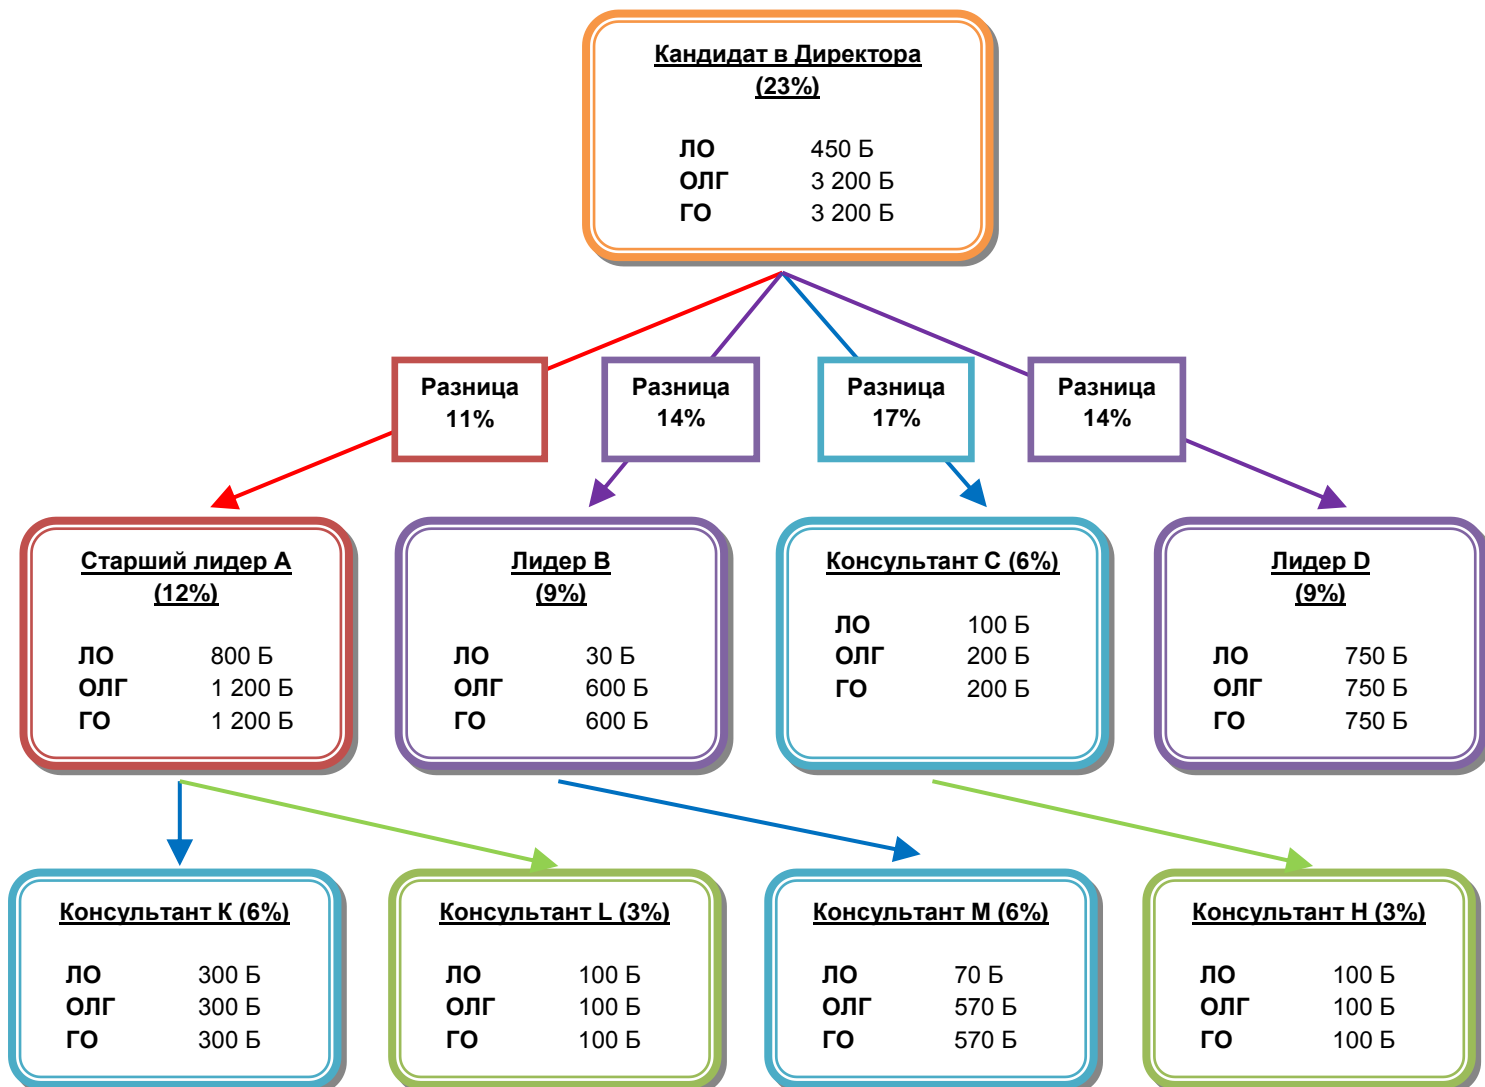 Кандидат в Директора
(23%)
ЛО 450 Б
ОЛГ 3 200 Б
ГО 3 200 Б
Разница
11%
Разница
14%
Разница
17%
Разница
14%
Старший лидер А
(12%)
ЛО 800 Б
ОЛГ 1 200 Б
ГО 1 200 Б
Лидер В
(9%)
ЛО 30 Б
ОЛГ 600 Б
ГО 600 Б
Консультант С (6%)
ЛО 100 Б
ОЛГ 200 Б
ГО 200 Б
Лидер D
(9%)
ЛО 750 Б
ОЛГ 750 Б
ГО 750 Б
Консультант К (6%)
ЛО 300 Б
ОЛГ 300 Б
ГО 300 Б
Консультант L (3%)
ЛО 100 Б
ОЛГ 100 Б
ГО 100 Б
Консультант М (6%)
ЛО 70 Б
ОЛГ 570 Б
ГО 570 Б
Консультант Н (3%)
ЛО 100 Б
ОЛГ 100 Б
ГО 100 Б